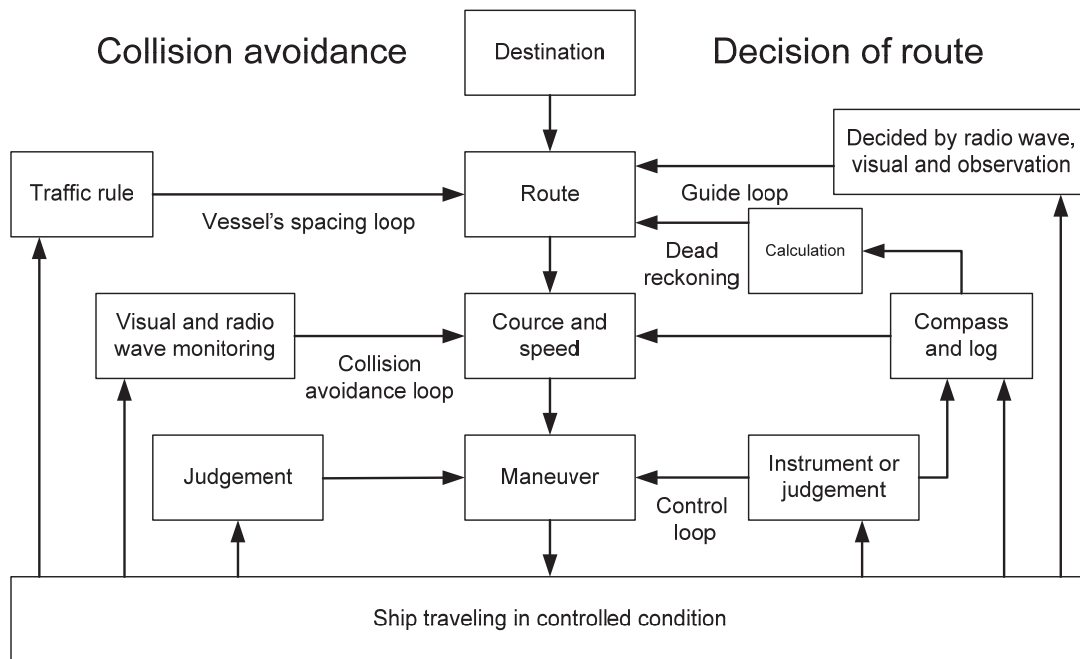 Collision avoidance
Destination
Decision of route
Decided by radio wave,
visual and observation
Traffic rule
Route
Guide loop
Vessel's spacing loop
Dead
reckoning
Calculation
Visual and radio
wave monitoring
Cource and
speed
Compass
and log
Collision
avoidance loop
Judgement
Maneuver
Instrument or
judgement
Control
loop
Ship traveling in controlled condition